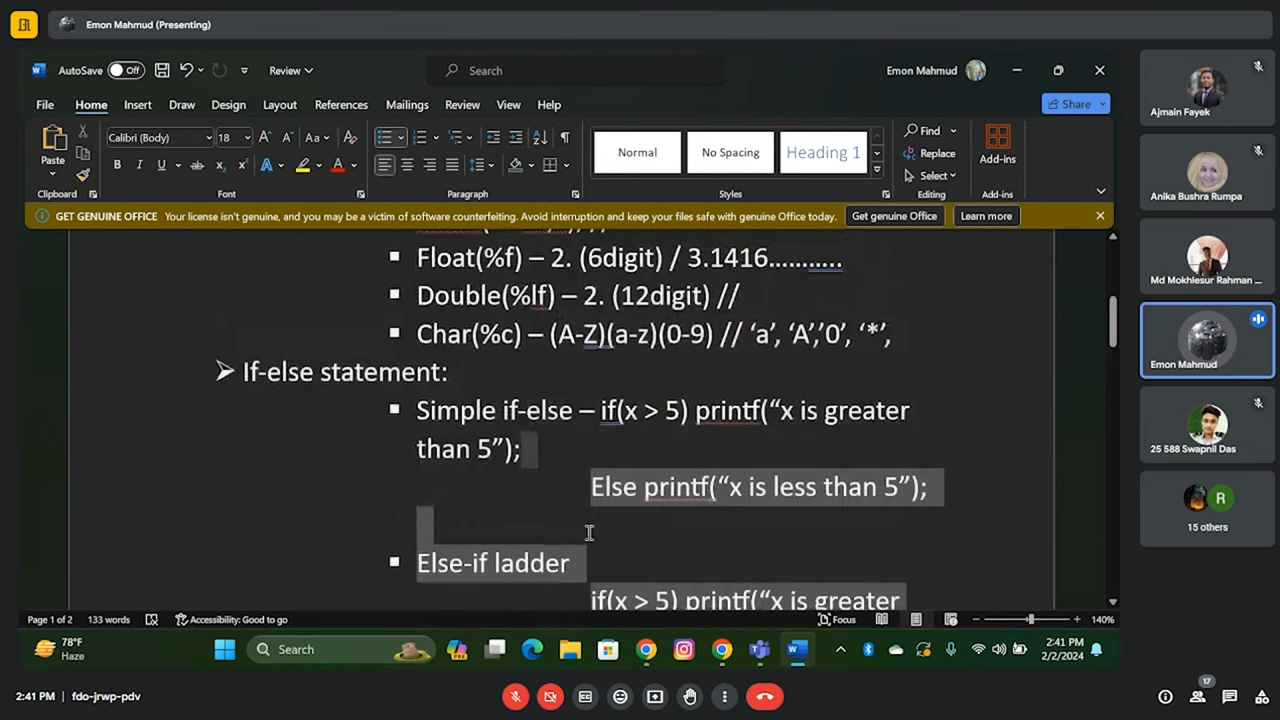 Emon Mahmud (Presenting)
AutoSave Off Review Search Emon Mahmud
File Home Insert Draw Design Layout References Mailings Review View Help Share
Paste Calibri (Body) 18 Find
Normal No Spacing Heading 1 Replace Add-ins
Select
Clipboard Font Paragraph Styles Editing Add-ins
GET GENUINE OFFICE Your license isn't genuine, and you may be a victim of software counterfeiting. Avoid interruption and keep your files safe with genuine Office today. Get genuine Office Learn more
▪ Float(%f) – 2. (6digit) / 3.1416………..
▪ Double(%lf) – 2. (12digit) //
▪ Char(%c) – (A-Z)(a-z)(0-9) // ‘a’, ‘A’,’0’, ‘*’,
➢ If-else statement:
▪ Simple if-else – if(x > 5) printf(“x is greater
than 5”);
Else printf(“x is less than 5”);
▪ Else-if ladder
if(x > 5) printf(“x is greater
Page 1 of 2 133 words Accessibility: Good to go Focus 140%
78°F
Haze
Search
2:41 PM
2/2/2024
Ajmain Fayek
Anika Bushra Rumpa
Md Mokhlesur Rahman ...
Emon Mahmud
25 588 Swapnil Das
R
15 others
2:41 PM | fdo-jrwp-pdv
17